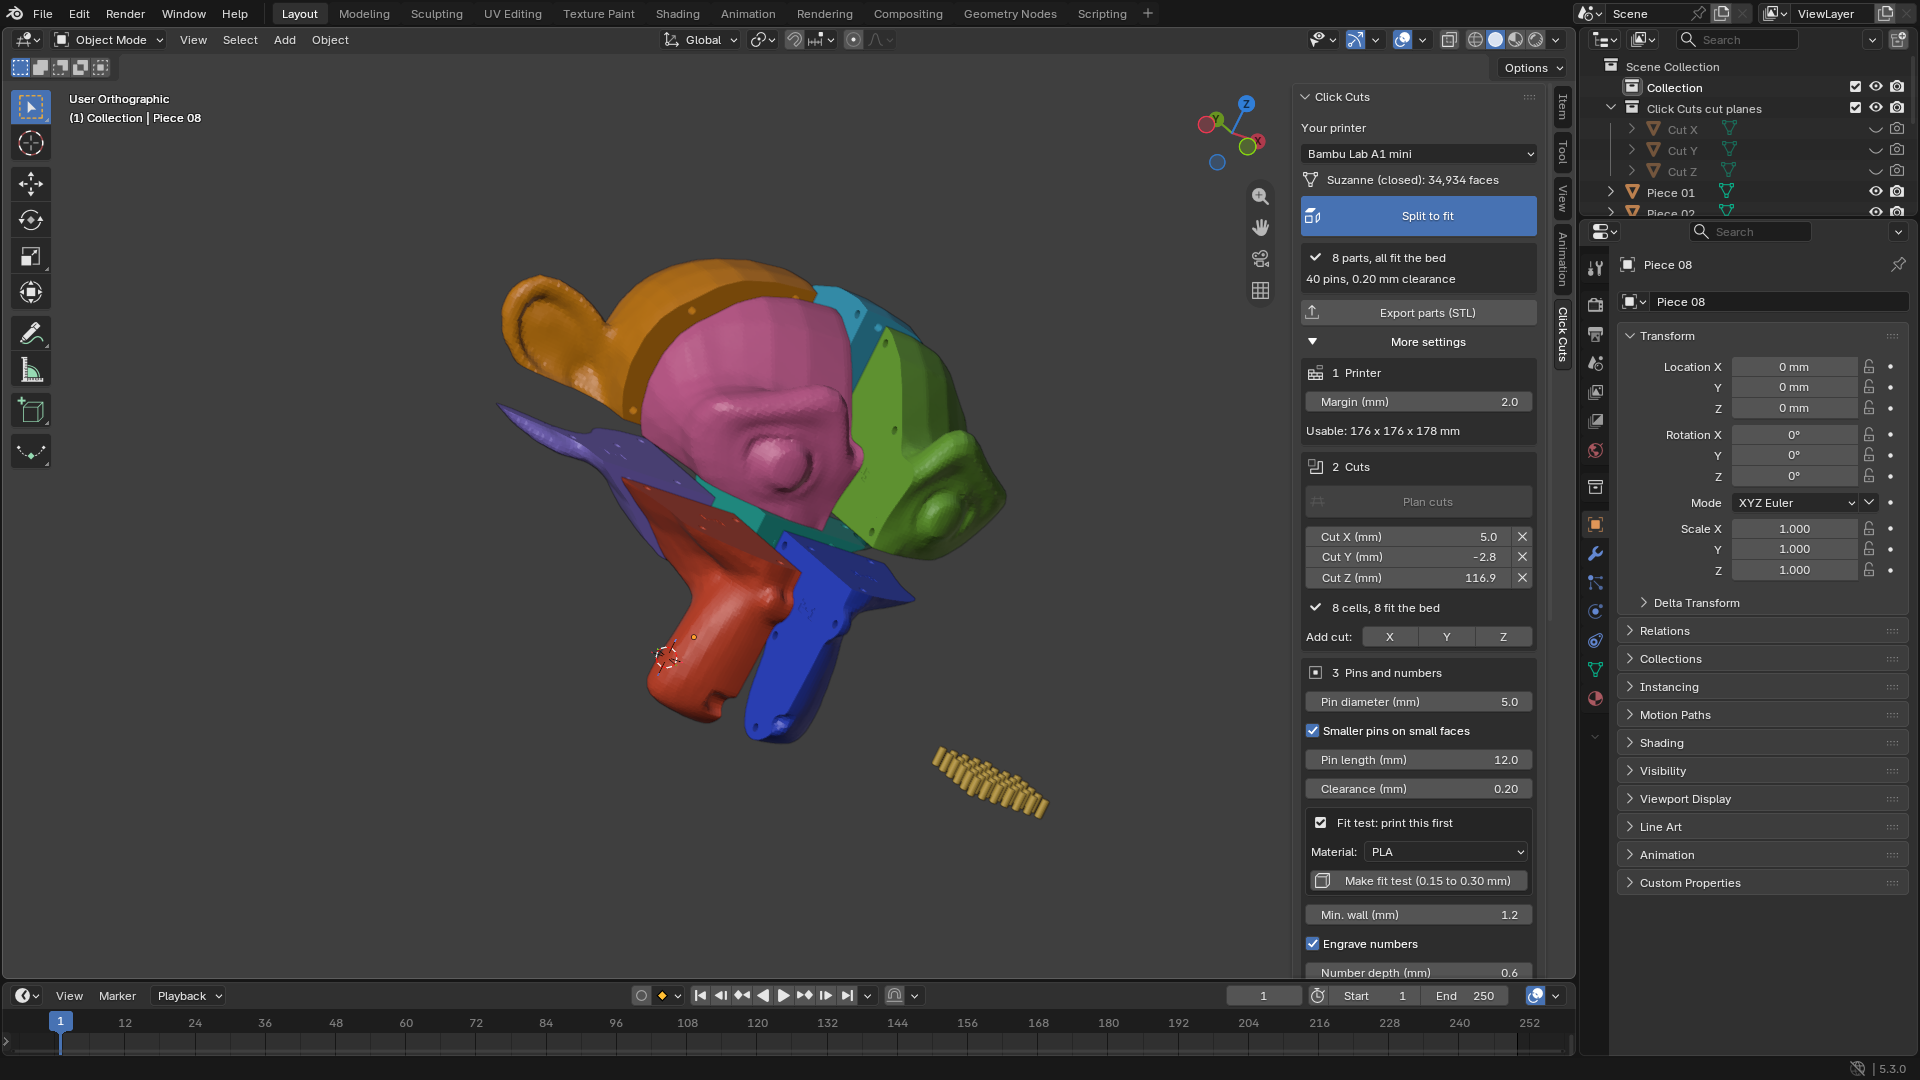 File Edit Render Window Help Layout Modeling Sculpting UV Editing Texture Paint Shading Animation Rendering Compositing Geometry Nodes Scripting + Scene ViewLayer
Object Mode View Select Add Object Global Search
Options
User Orthographic
(1) Collection | Piece 08
Z
Y
X
Click Cuts
Your printer
Bambu Lab A1 mini
Suzanne (closed): 34,934 faces
Split to fit
8 parts, all fit the bed
40 pins, 0.20 mm clearance
Export parts (STL)
More settings
1 Printer
Margin (mm) 2.0
Usable: 176 x 176 x 178 mm
2 Cuts
Plan cuts
Cut X (mm) 5.0
Cut Y (mm) -2.8
Cut Z (mm) 116.9
8 cells, 8 fit the bed
Add cut: X Y Z
3 Pins and numbers
Pin diameter (mm) 5.0
Smaller pins on small faces
Pin length (mm) 12.0
Clearance (mm) 0.20
Fit test: print this first
Material: PLA
Make fit test (0.15 to 0.30 mm)
Min. wall (mm) 1.2
Engrave numbers
Number depth (mm) 0.6
Item
Tool
View
Animation
Click Cuts
Scene Collection
Collection
Click Cuts cut planes
Cut X
Cut Y
Cut Z
Piece 01
Piece 02
Search
Piece 08
Piece 08
Transform
Location X 0 mm
Y 0 mm
Z 0 mm
Rotation X 0°
Y 0°
Z 0°
Mode XYZ Euler
Scale X 1.000
Y 1.000
Z 1.000
Delta Transform
Relations
Collections
Instancing
Motion Paths
Shading
Visibility
Viewport Display
Line Art
Animation
Custom Properties
View Marker Playback 1 Start 1 End 250
1 12 24 36 48 60 72 84 96 108 120 132 144 156 168 180 192 204 216 228 240 252
5.3.0